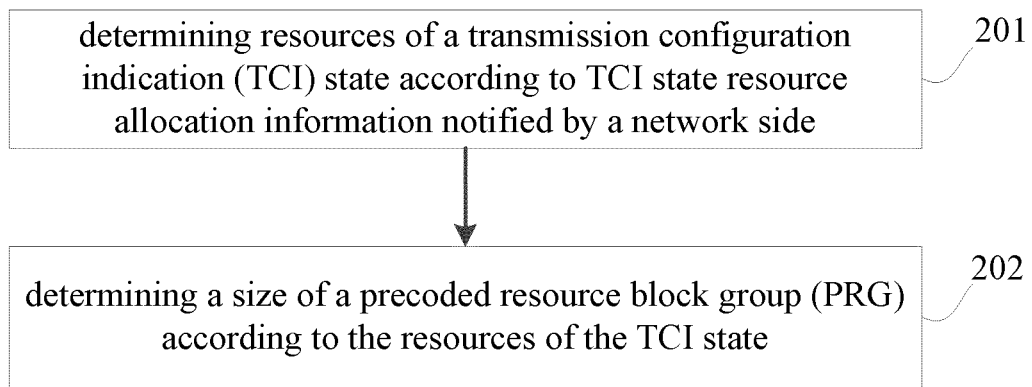 determining resources of a transmission configuration
indication (TCI) state according to TCI state resource
allocation information notified by a network side
201
determining a size of a precoded resource block group (PRG)
according to the resources of the TCI state
202